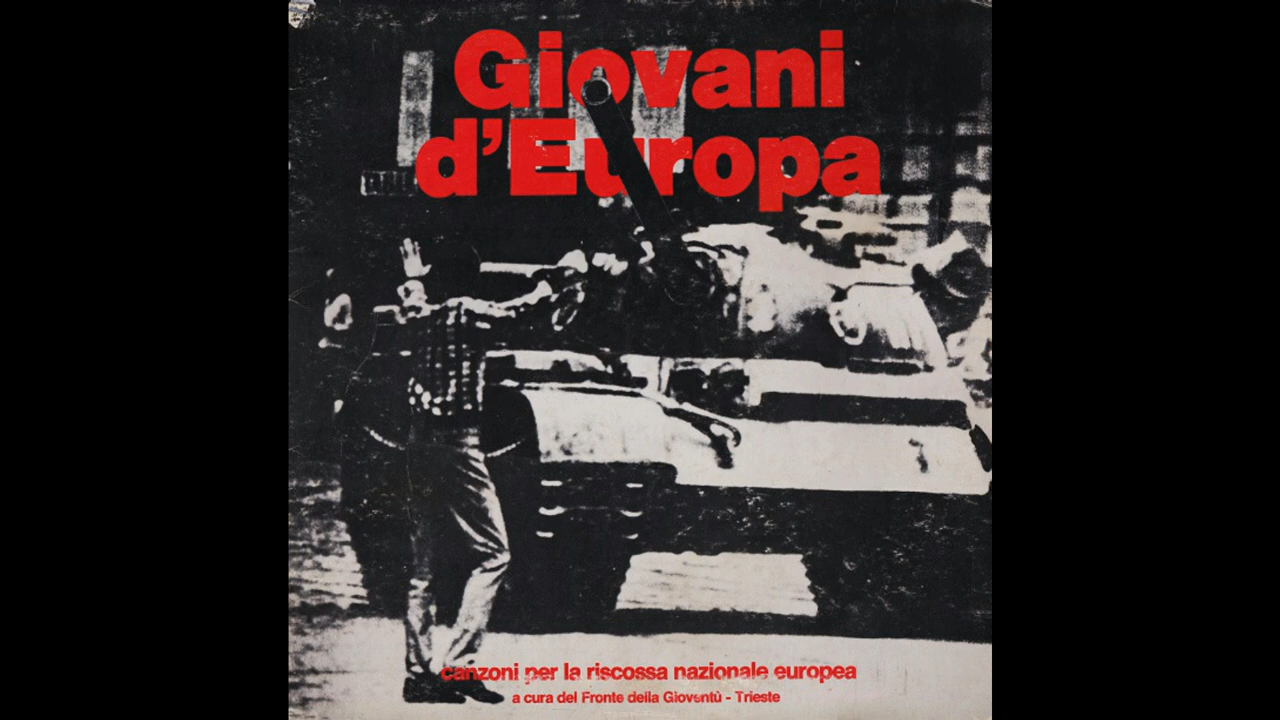 Giovani
d'Europa
canzoni per la riscossa nazionale europea
a cura del Fronte della Gioventù - Trieste